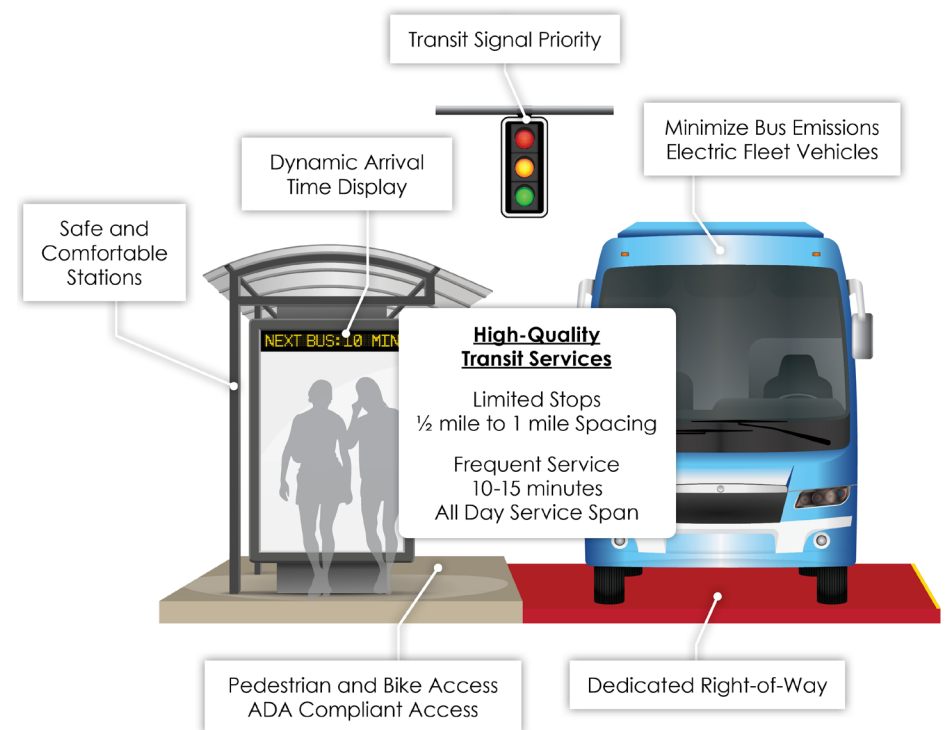 Transit Signal Priority
Minimize Bus Emissions
Electric Fleet Vehicles
Dynamic Arrival
Time Display
Safe and
Comfortable
Stations
NEXT BUS:10 MIN
High-Quality
Transit Services
Limited Stops
½ mile to 1 mile Spacing
Frequent Service
10-15 minutes
All Day Service Span
Pedestrian and Bike Access
ADA Compliant Access
Dedicated Right-of-Way